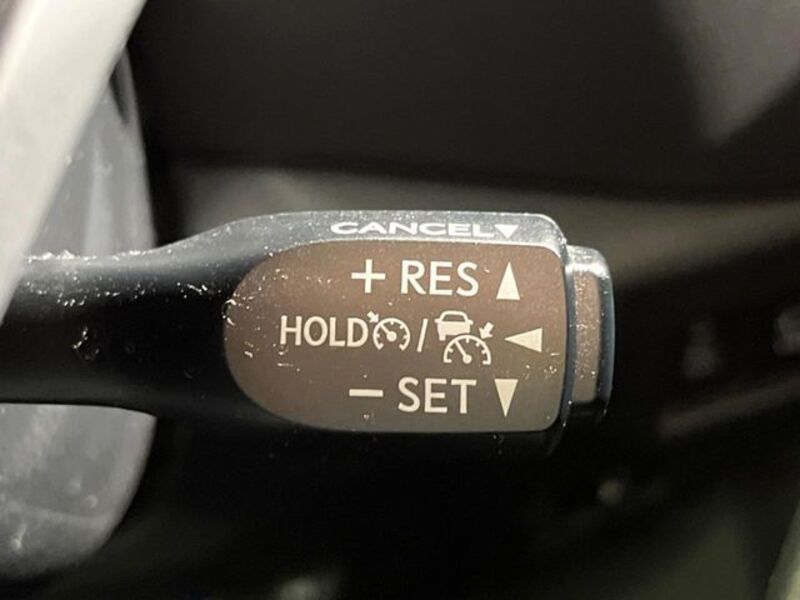 CANCEL▼
+ RES ▲
HOLD / ◀
− SET ▼